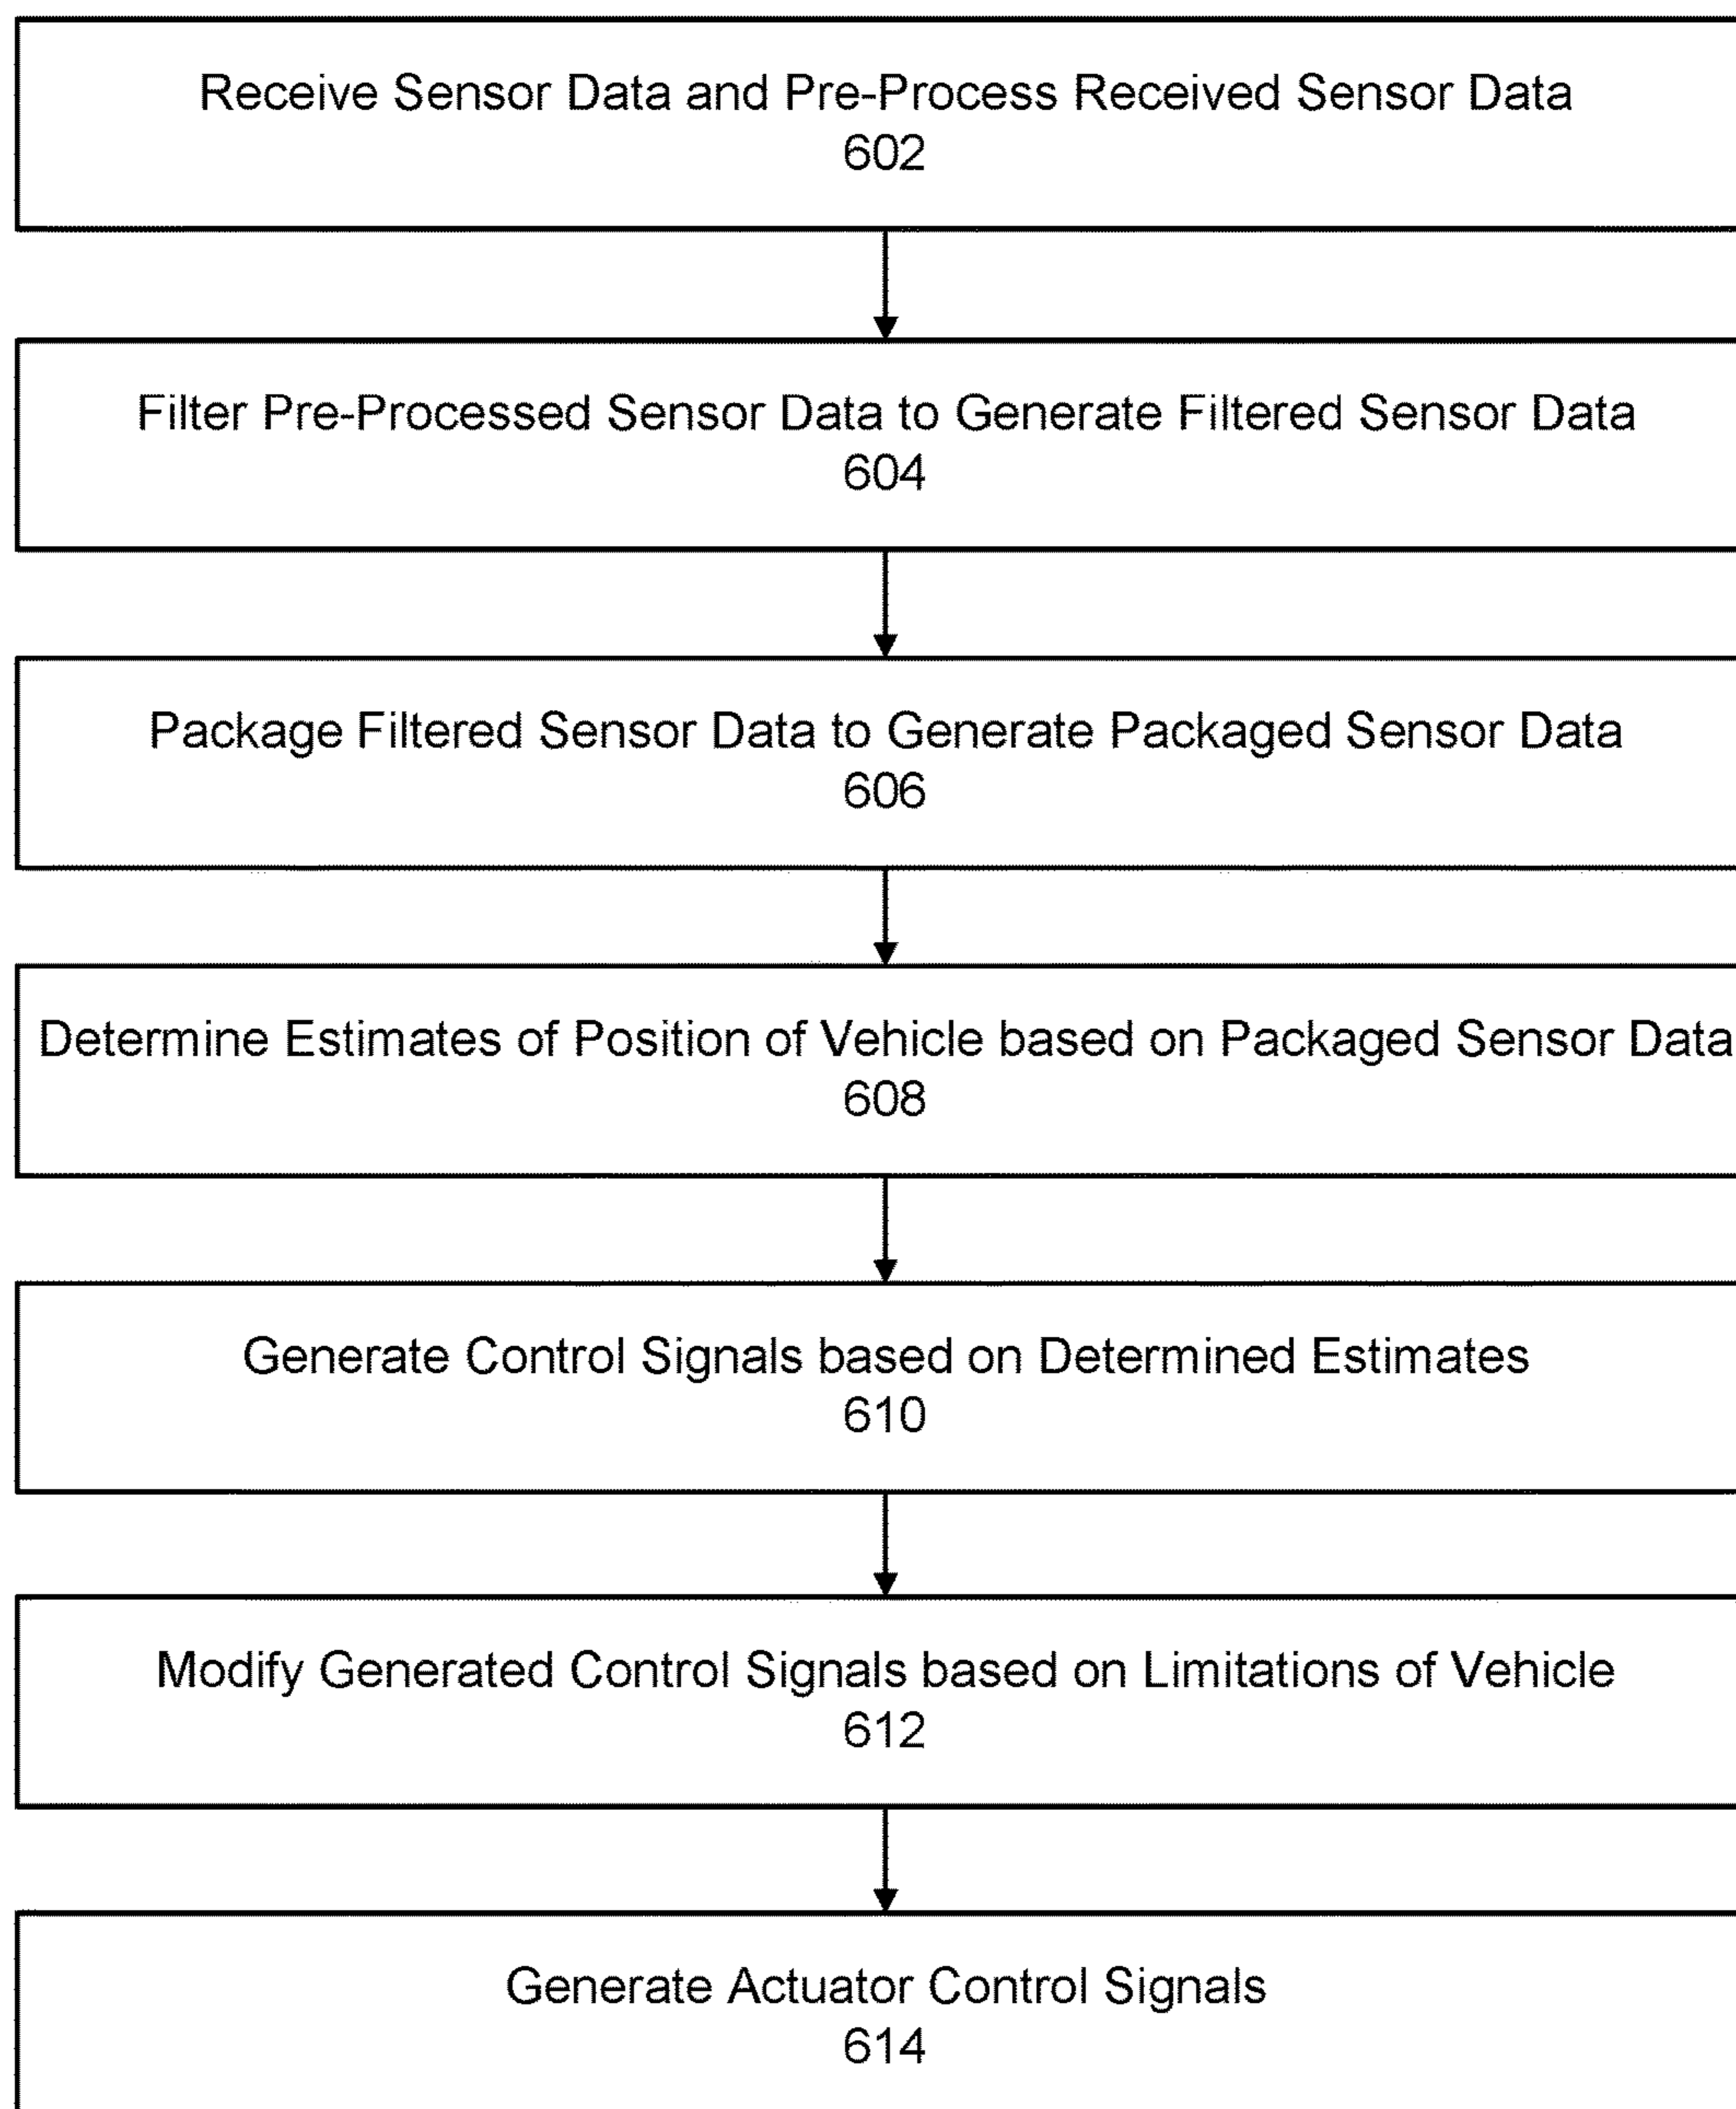 Receive Sensor Data and Pre-Process Received Sensor Data
602
Filter Pre-Processed Sensor Data to Generate Filtered Sensor Data
604
Package Filtered Sensor Data to Generate Packaged Sensor Data
606
Determine Estimates of Position of Vehicle based on Packaged Sensor Data
608
Generate Control Signals based on Determined Estimates
610
Modify Generated Control Signals based on Limitations of Vehicle
612
Generate Actuator Control Signals
614